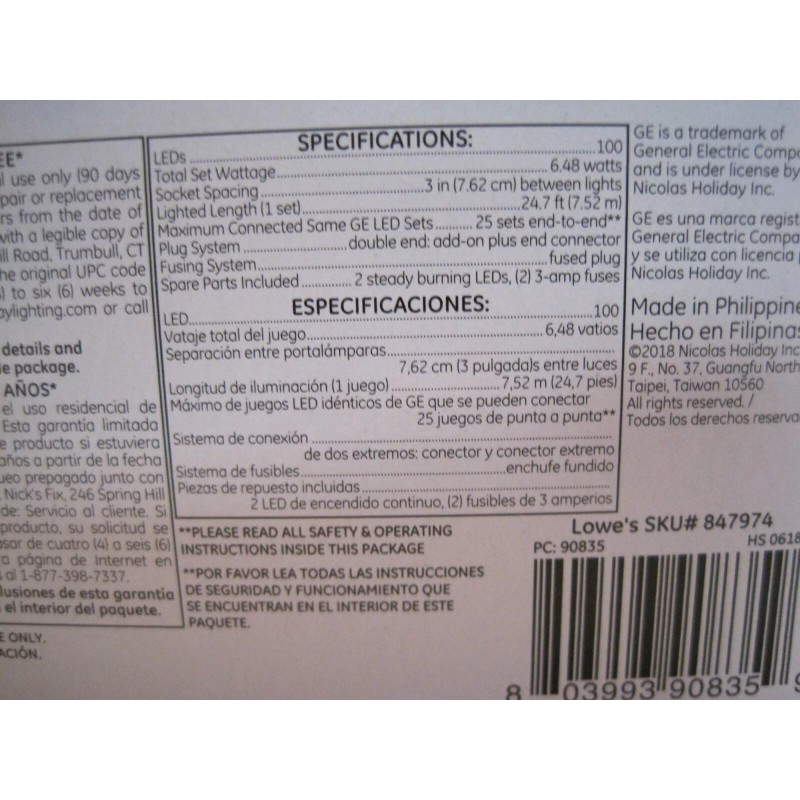 EE*
l use only (90 days
pair or replacement
rs from the date of
with a legible copy of
ill Road, Trumbull, CT
he original UPC code
) to six (6) weeks to
aylighting.com or call
details and
e package.
AÑOS*
el uso residencial de
Esta garantía limitada
e producto si estuviera
años a partir de la fecha
ueo prepagado junto con
Nick's Fix, 246 Spring Hill
de: Servicio al cliente. Si
producto, su solicitud se
asar de cuatro (4) a seis (6)
a página de Internet en
al 1-877-398-7337.
lusiones de esta garantía
el interior del paquete.
E ONLY.
ACIÓN.
SPECIFICATIONS:
LEDs 100
Total Set Wattage 6.48 watts
Socket Spacing 3 in (7.62 cm) between lights
Lighted Length (1 set) 24.7 ft (7.52 m)
Maximum Connected Same GE LED Sets 25 sets end-to-end**
Plug System double end: add-on plus end connector
Fusing System fused plug
Spare Parts Included 2 steady burning LEDs, (2) 3-amp fuses
ESPECIFICACIONES:
LED 100
Vataje total del juego 6,48 vatios
Separación entre portalámparas
7,62 cm (3 pulgada)s entre luces
Longitud de iluminación (1 juego) 7,52 m (24,7 pies)
Máximo de juegos LED idénticos de GE que se pueden conectar
25 juegos de punta a punta**
Sistema de conexión
de dos extremos: conector y conector extremo
Sistema de fusibles enchufe fundido
Piezas de repuesto incluidas
2 LED de encendido continuo, (2) fusibles de 3 amperios
**PLEASE READ ALL SAFETY & OPERATING
INSTRUCTIONS INSIDE THIS PACKAGE
**POR FAVOR LEA TODAS LAS INSTRUCCIONES
DE SEGURIDAD Y FUNCIONAMIENTO QUE
SE ENCUENTRAN EN EL INTERIOR DE ESTE
PAQUETE.
GE is a trademark of
General Electric Compa
and is under license by
Nicolas Holiday Inc.
GE es una marca regist
General Electric Compa
y se utiliza con licencia
Nicolas Holiday Inc.
Made in Philippine
Hecho en Filipinas
©2018 Nicolas Holiday Inc
9 F., No. 37, Guangfu North
Taipei, Taiwan 10560
All rights reserved. /
Todos los derechos reserva
Lowe's SKU# 847974
PC: 90835 HS 0618
8 03993 90835 9